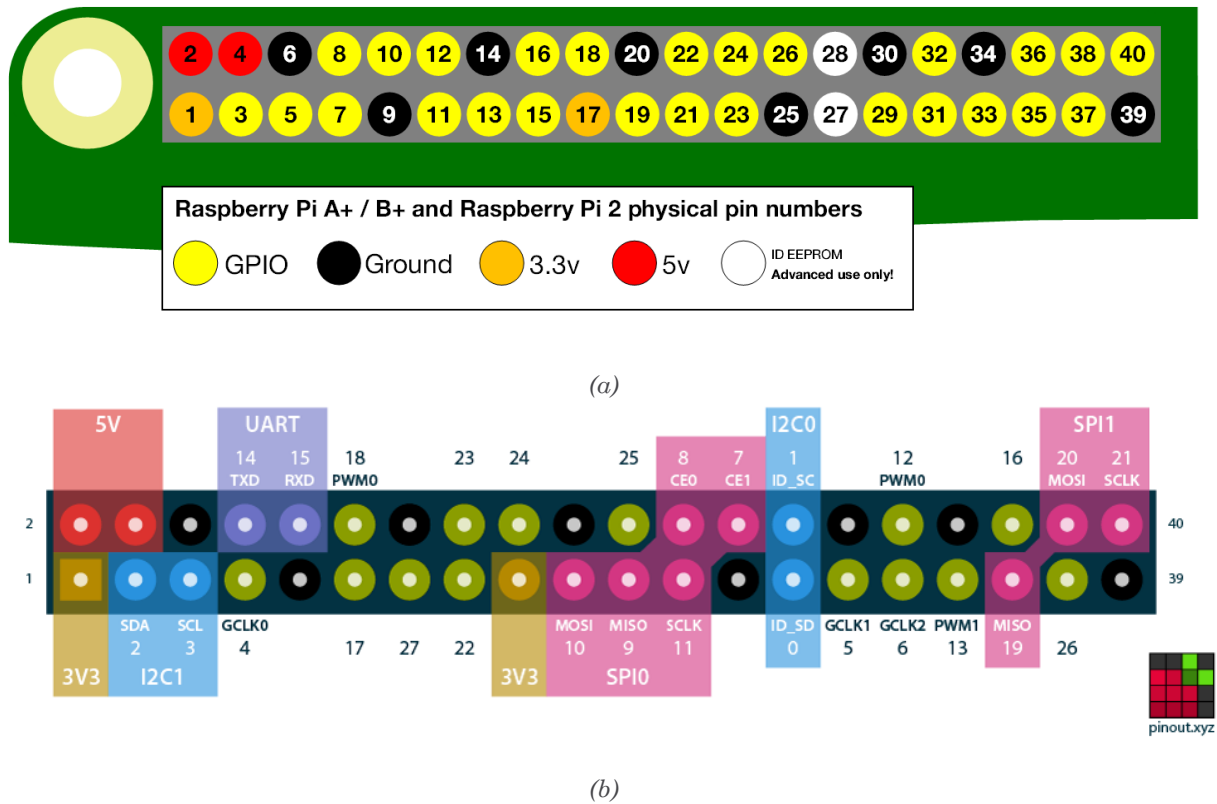 2 4 6 8 10 12 14 16 18 20 22 24 26 28 30 32 34 36 38 40
1 3 5 7 9 11 13 15 17 19 21 23 25 27 29 31 33 35 37 39
Raspberry Pi A+ / B+ and Raspberry Pi 2 physical pin numbers
GPIO Ground 3.3v 5v ID EEPROM
Advanced use only!
(a)
5V UART I2C0 SPI1
14 15 18 23 24 25 8 7 1 12 16 20 21
TXD RXD PWM0 CE0 CE1 ID_SC PWM0 MOSI SCLK
2 40
1 39
SDA SCL GCLK0 MOSI MISO SCLK ID_SD GCLK1 GCLK2 PWM1 MISO
2 3 4 17 27 22 10 9 11 0 5 6 13 19 26
3V3 I2C1 3V3 SPI0
pinout.xyz
(b)